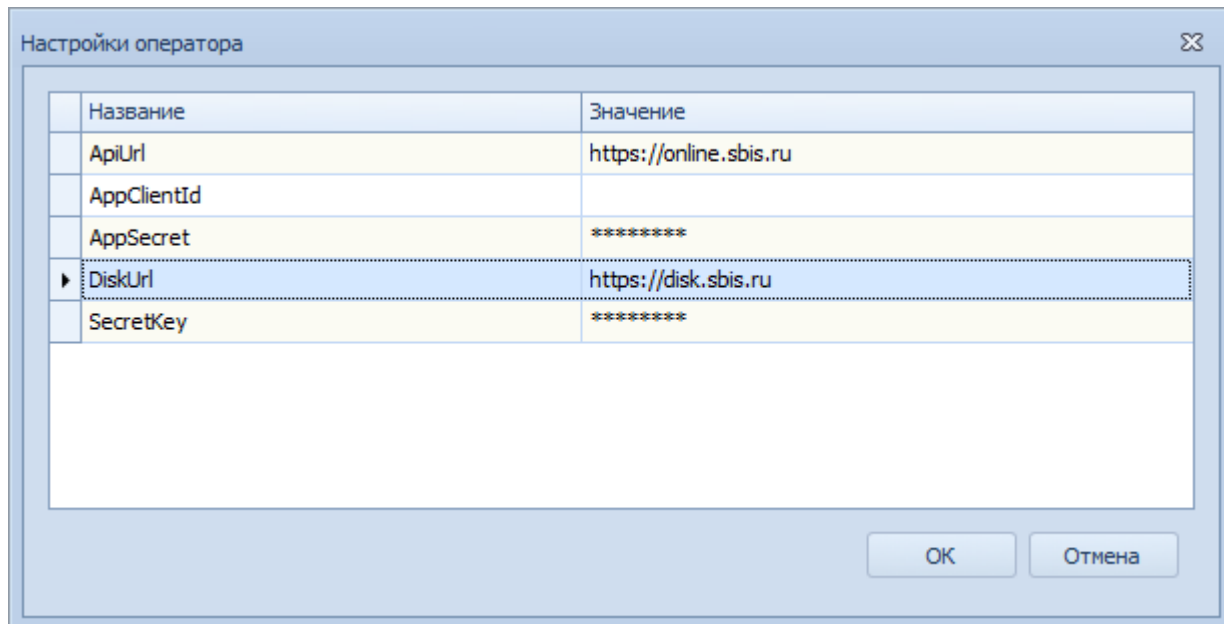 Настройки оператора
Название Значение
ApiUrl https://online.sbis.ru
AppClientId
AppSecret ********
DiskUrl https://disk.sbis.ru
SecretKey ********
OK Отмена